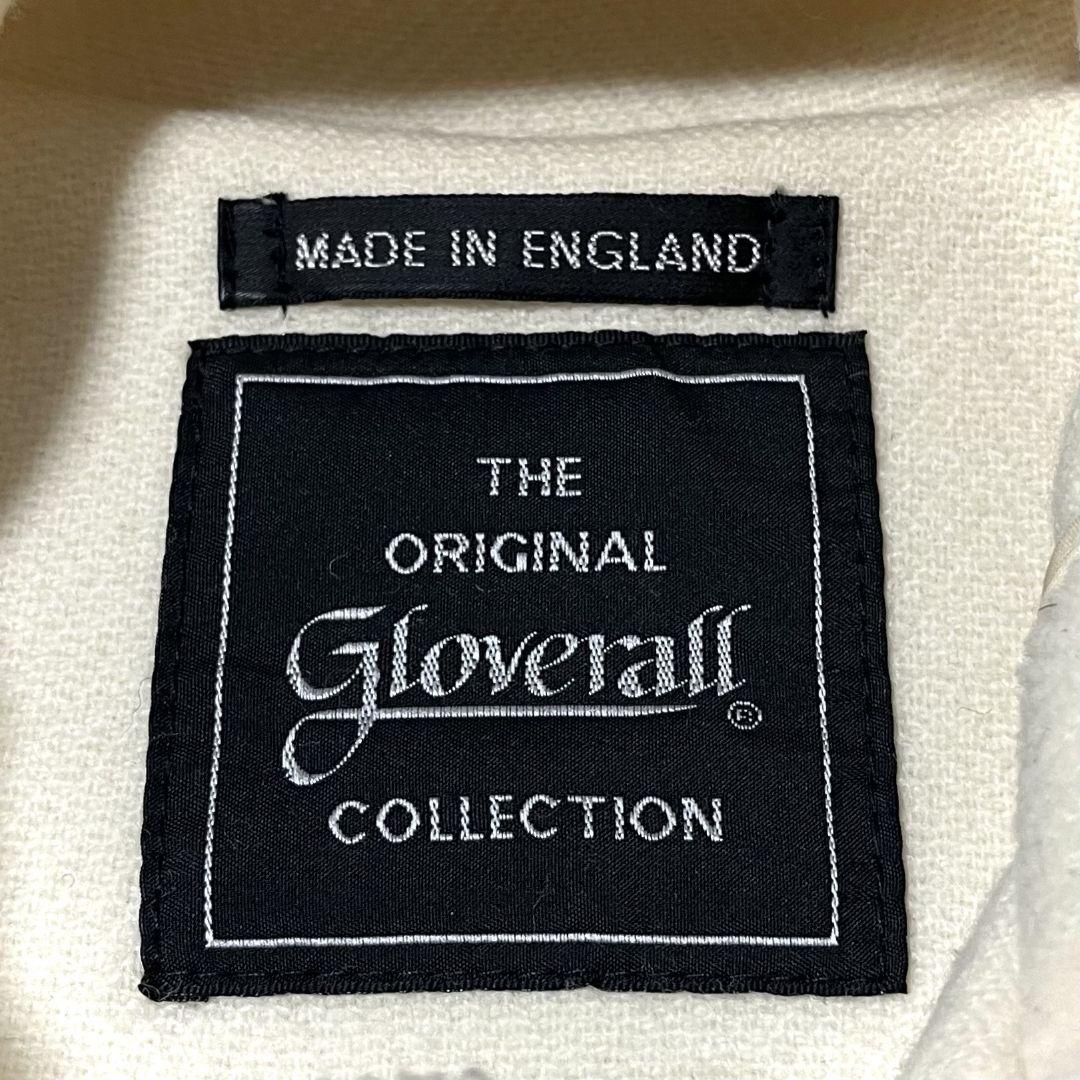 MADE IN ENGLAND
THE
ORIGINAL
Gloverall ®
COLLECTION